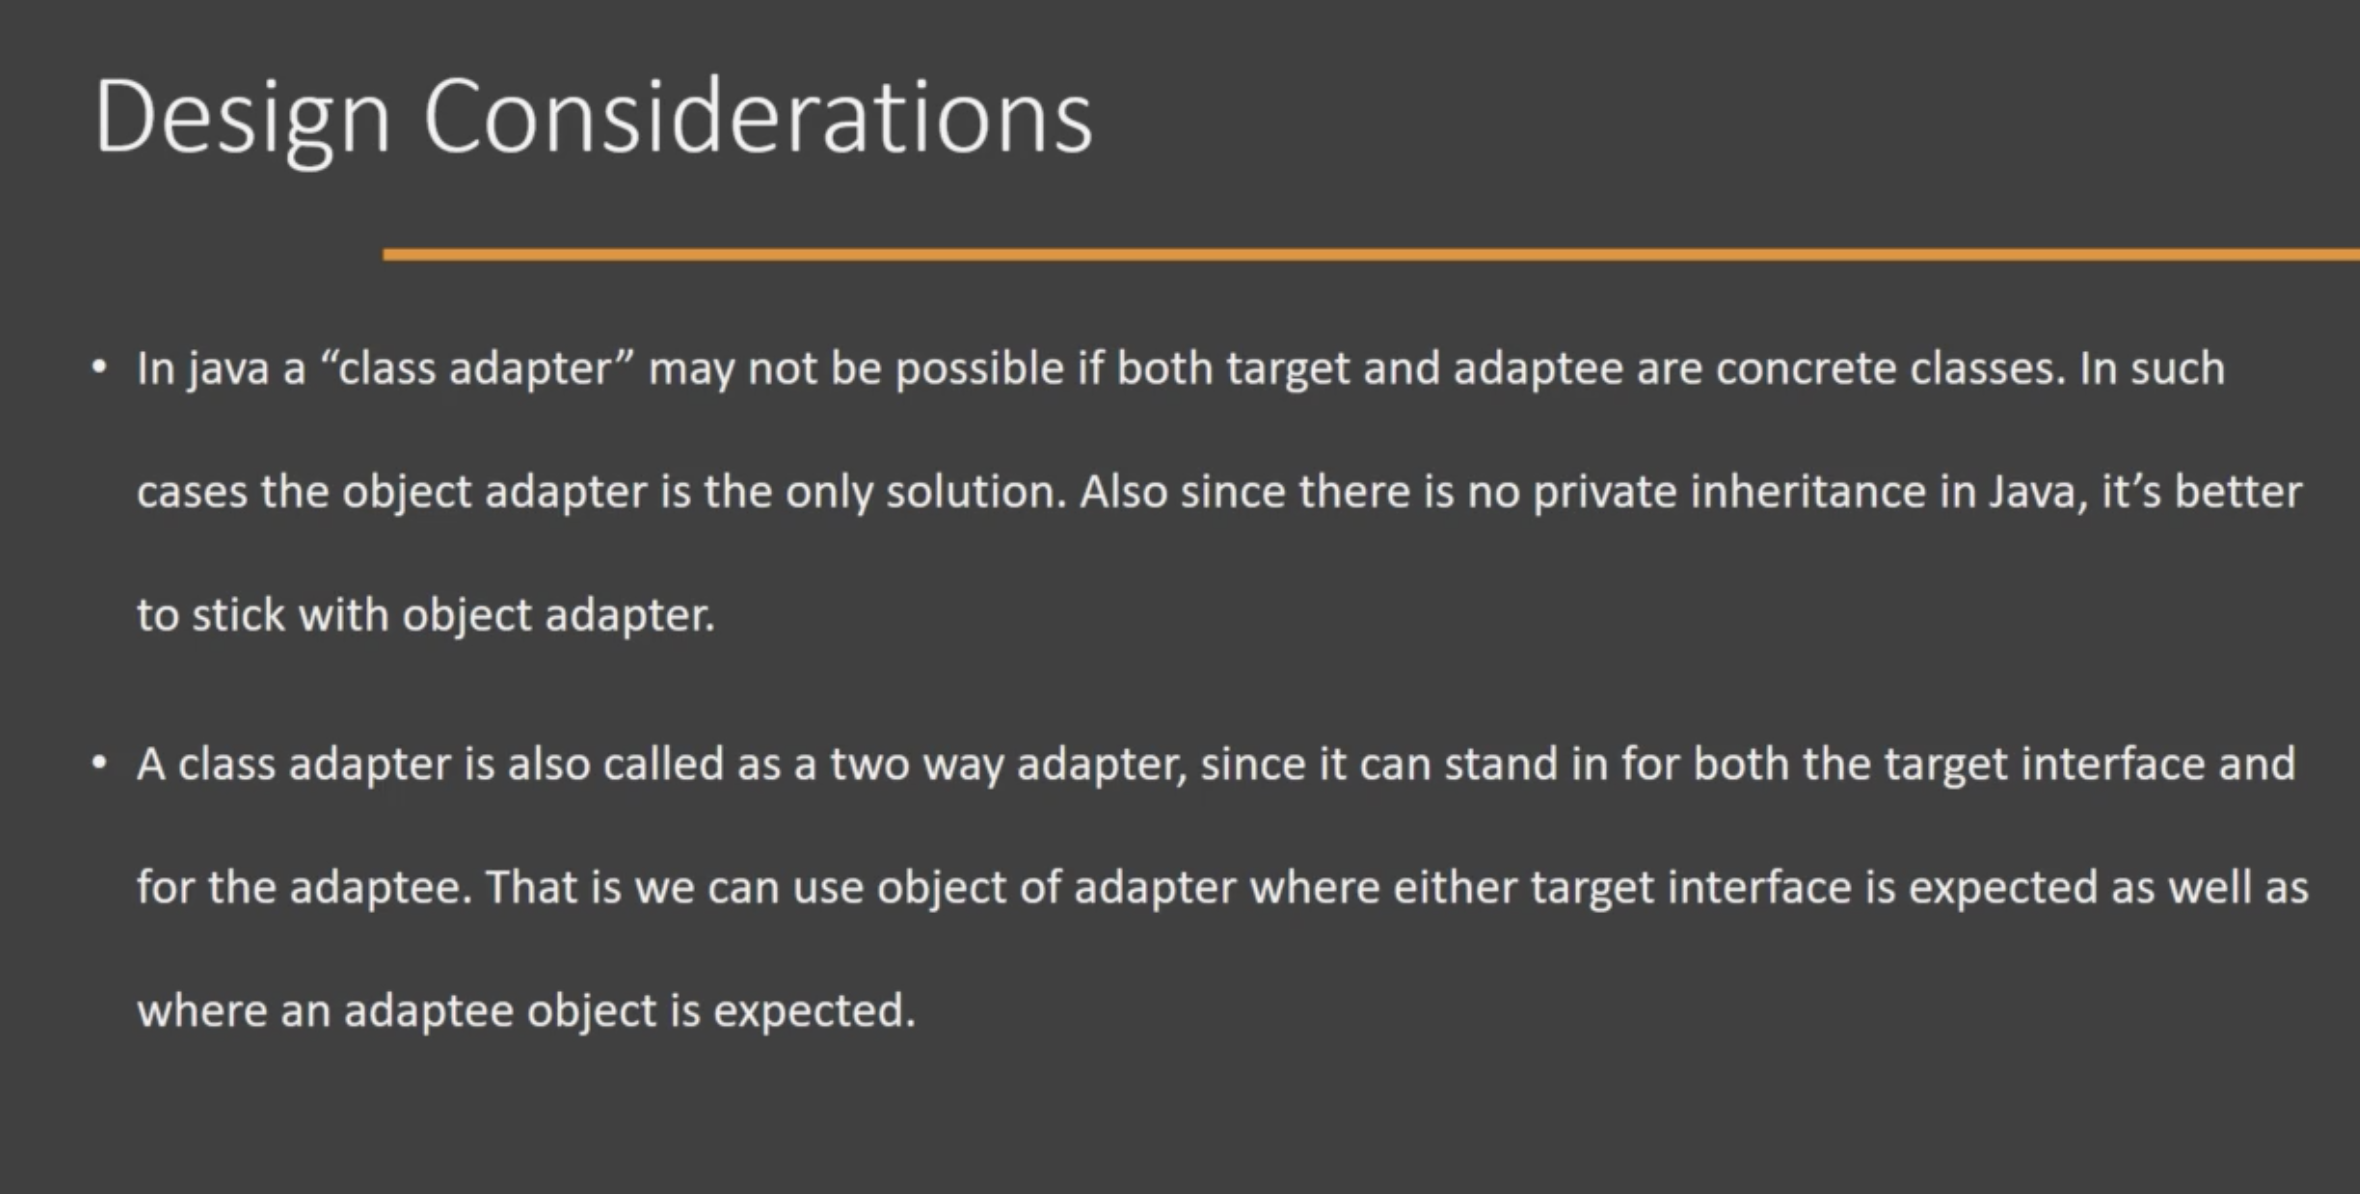 Design Considerations
• In java a “class adapter” may not be possible if both target and adaptee are concrete classes. In such
cases the object adapter is the only solution. Also since there is no private inheritance in Java, it’s better
to stick with object adapter.
• A class adapter is also called as a two way adapter, since it can stand in for both the target interface and
for the adaptee. That is we can use object of adapter where either target interface is expected as well as
where an adaptee object is expected.